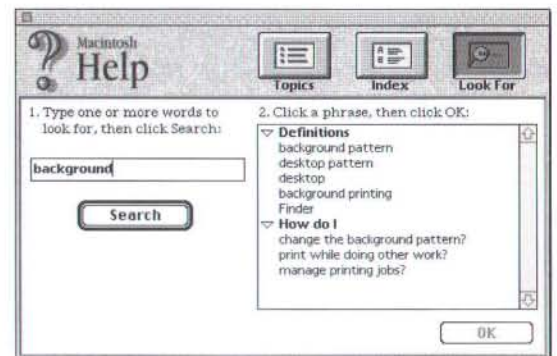 Macintosh
Help
Topics
Index
Look For
1. Type one or more words to
look for, then click Search:
background
Search
2. Click a phrase, then click OK:
Definitions
background pattern
desktop pattern
desktop
background printing
Finder
How do I
change the background pattern?
print while doing other work?
manage printing jobs?
OK